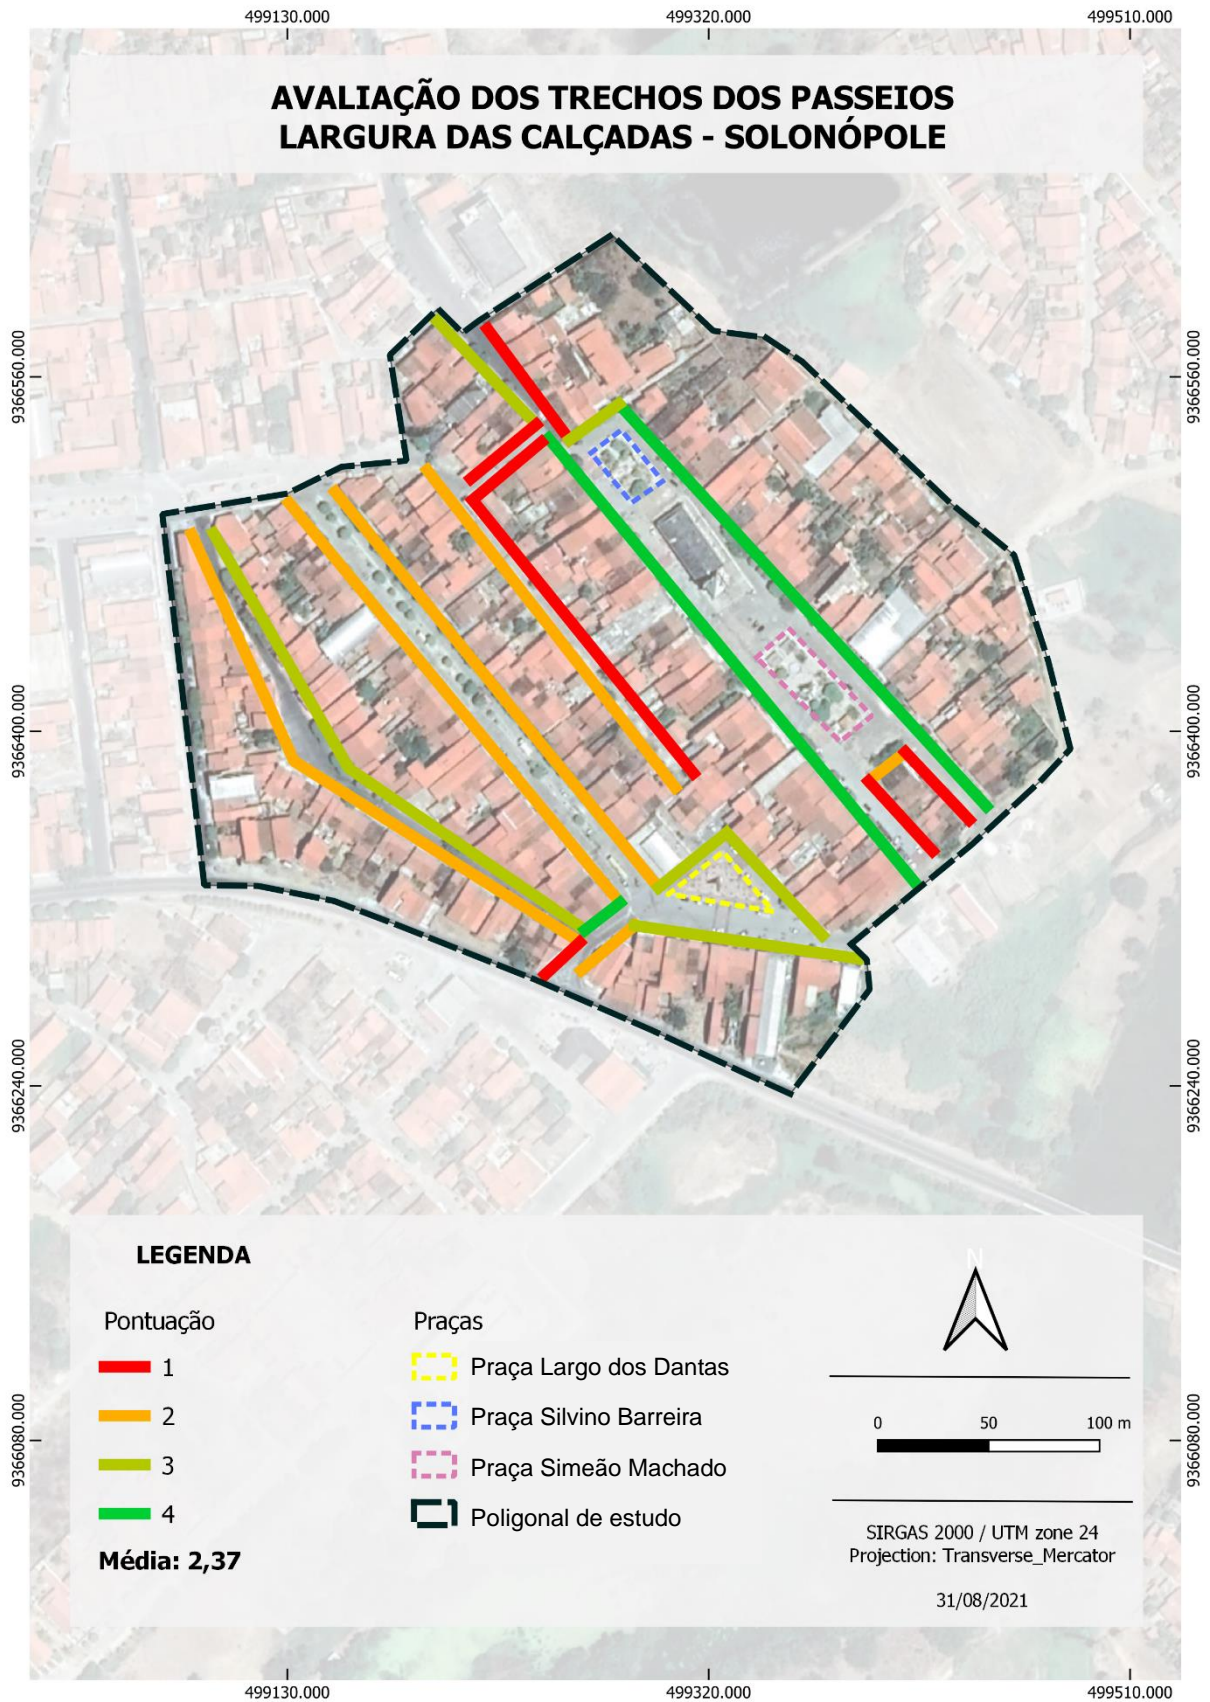 499130.000 499320.000 499510.000
AVALIAÇÃO DOS TRECHOS DOS PASSEIOS
LARGURA DAS CALÇADAS - SOLONÓPOLE
9366560.000 9366560.000
9366400.000 9366400.000
9366240.000 9366240.000
9366080.000 9366080.000
LEGENDA
Pontuação
1
2
3
4
Média: 2,37
Praças
Praça Largo dos Dantas
Praça Silvino Barreira
Praça Simeão Machado
Poligonal de estudo
N
0 50 100 m
SIRGAS 2000 / UTM zone 24
Projection: Transverse_Mercator
31/08/2021
499130.000 499320.000 499510.000